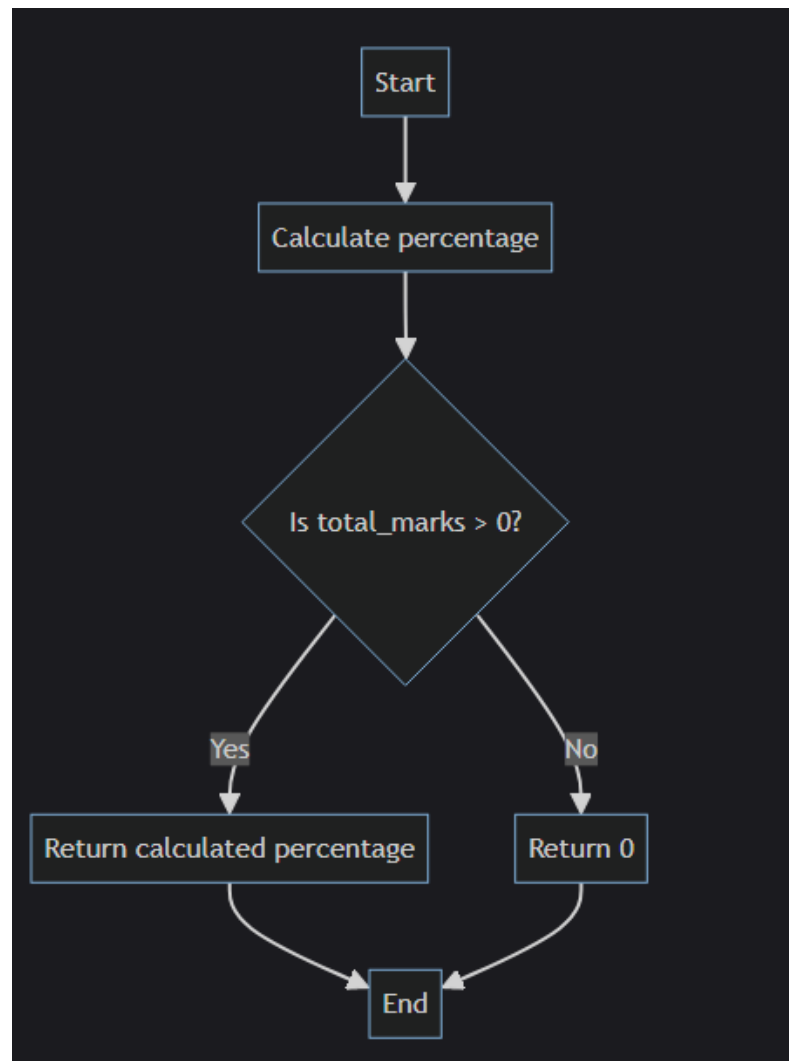 Start
Calculate percentage
Is total_marks > 0?
Yes
No
Return calculated percentage
Return 0
End